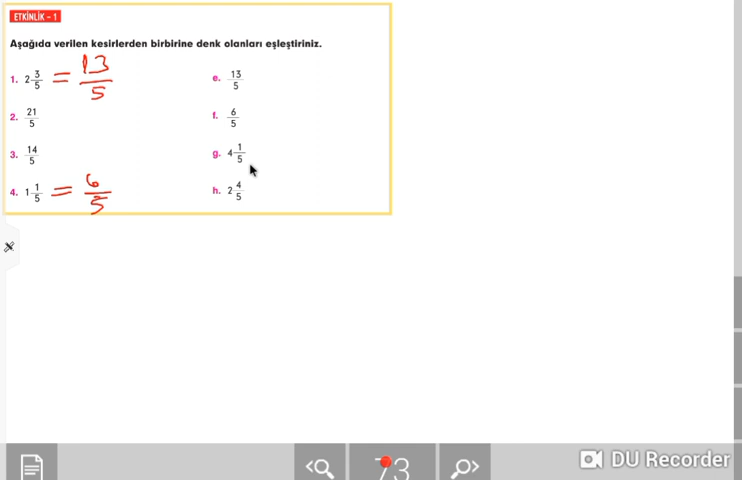 ETKİNLİK - 1
Aşağıda verilen kesirlerden birbirine denk olanları eşleştiriniz.
1. 2 3/5 = 13/5 e. 13/5
2. 21/5 f. 6/5
3. 14/5 g. 4 1/5
4. 1 1/5 = 6/5 h. 2 4/5
73
DU Recorder